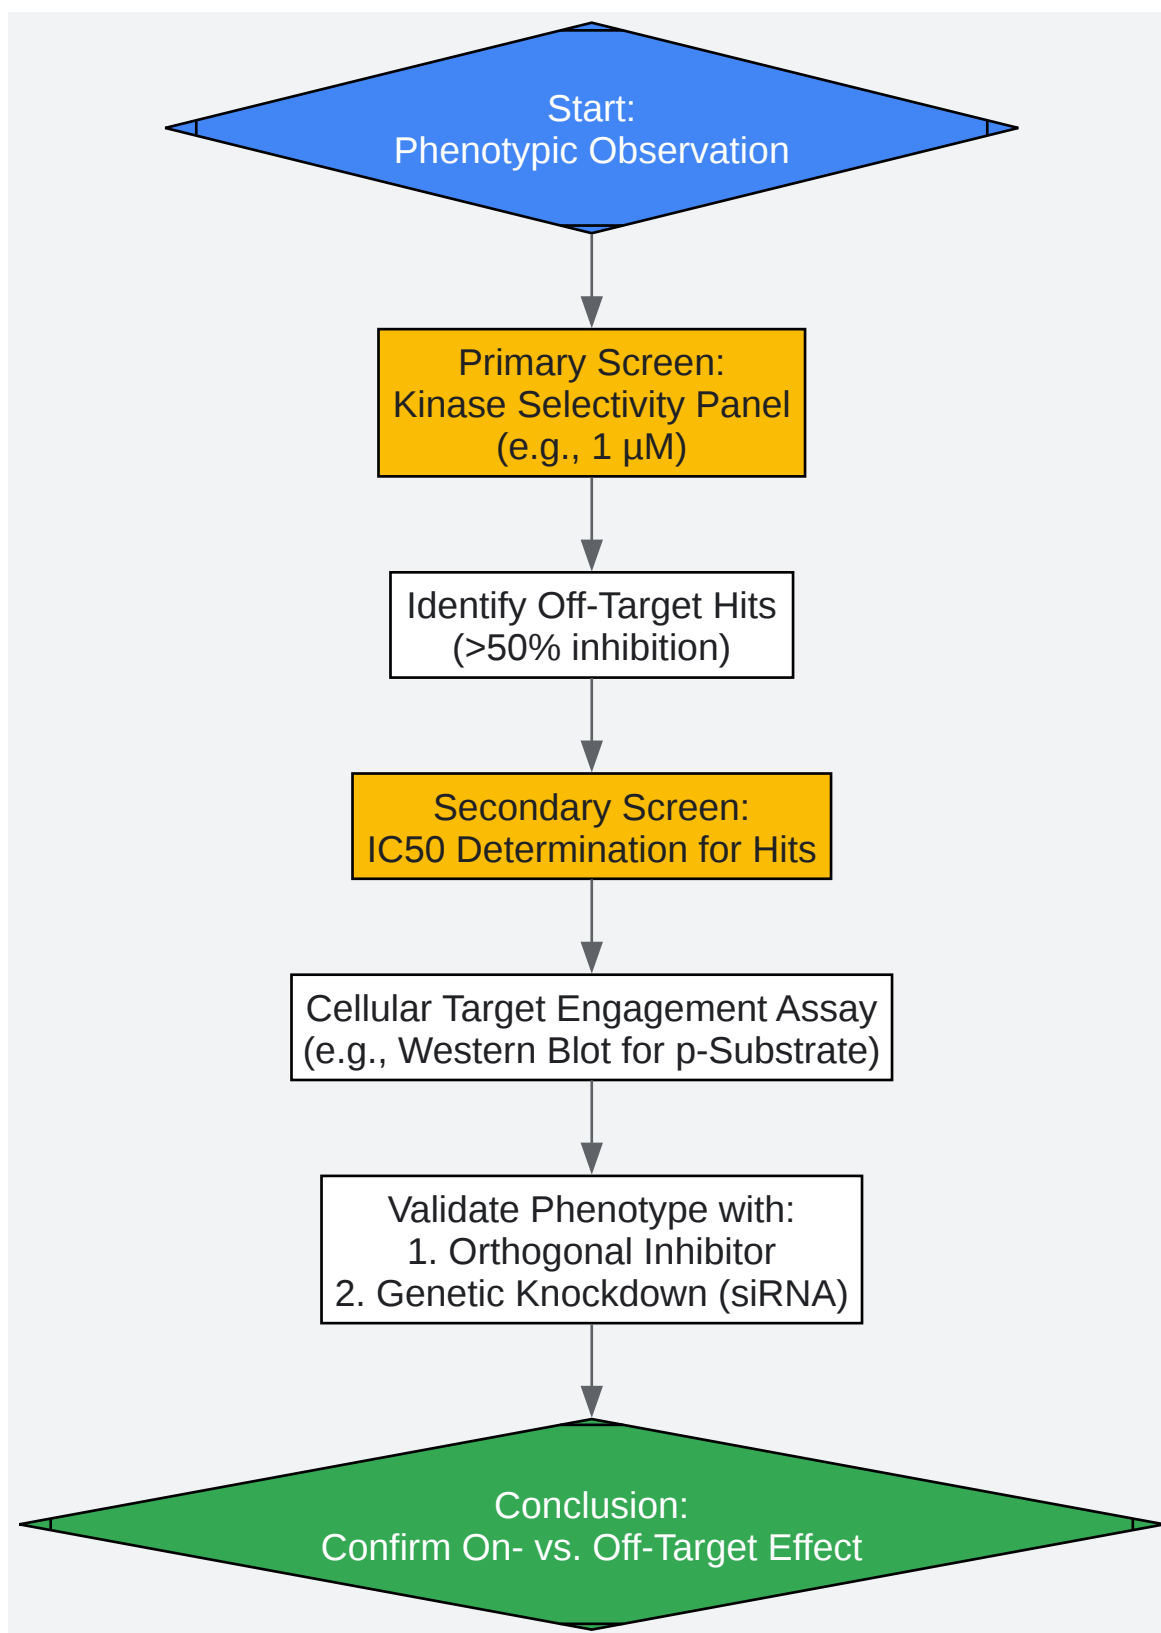 Start:
Phenotypic Observation
Primary Screen:
Kinase Selectivity Panel
(e.g., 1 µM)
Identify Off-Target Hits
(>50% inhibition)
Secondary Screen:
IC50 Determination for Hits
Cellular Target Engagement Assay
(e.g., Western Blot for p-Substrate)
Validate Phenotype with:
1. Orthogonal Inhibitor
2. Genetic Knockdown (siRNA)
Conclusion:
Confirm On- vs. Off-Target Effect